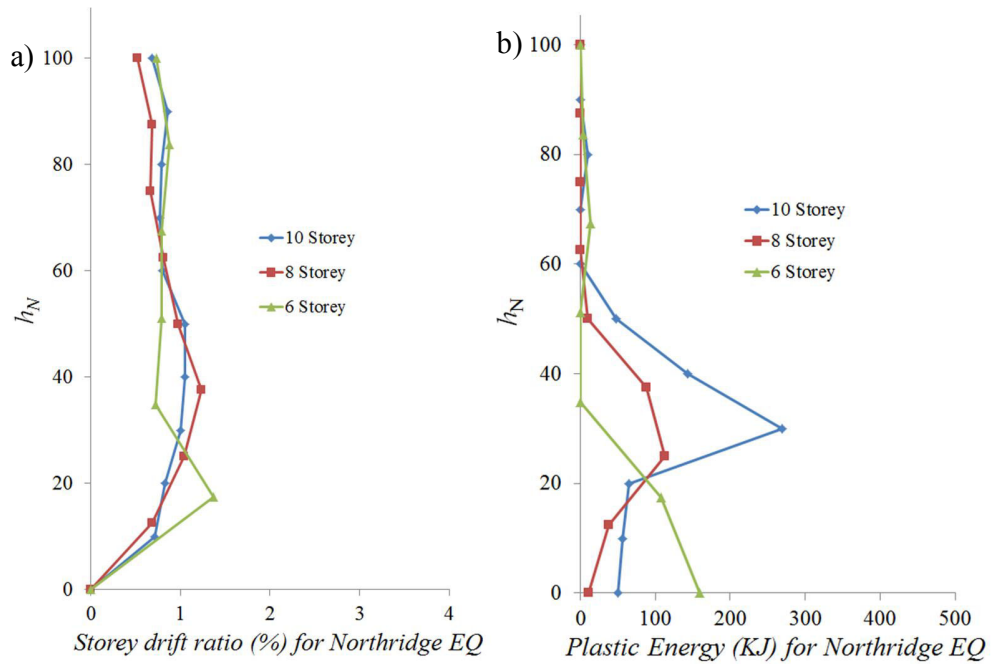 a)
100
80
60
40
20
0
h_N
10 Storey
8 Storey
6 Storey
0 1 2 3 4
Storey drift ratio (%) for Northridge EQ
b)
100
80
60
40
20
0
h_N
10 Storey
8 Storey
6 Storey
0 100 200 300 400 500
Plastic Energy (KJ) for Northridge EQ